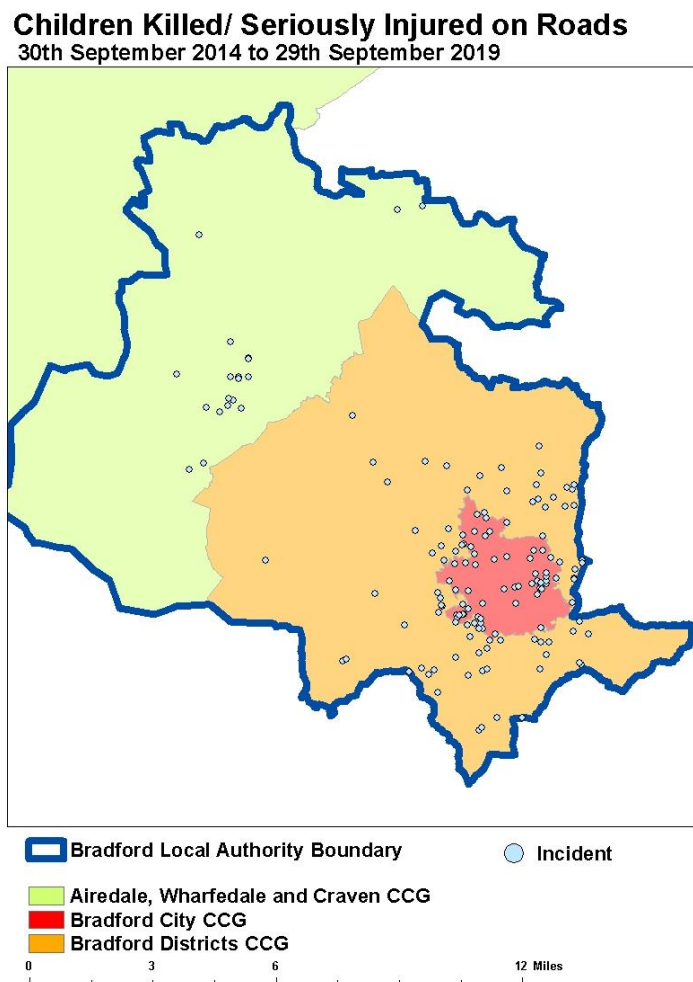 Children Killed/ Seriously Injured on Roads
30th September 2014 to 29th September 2019
Bradford Local Authority Boundary
Incident
Airedale, Wharfedale and Craven CCG
Bradford City CCG
Bradford Districts CCG
0 3 6 12 Miles